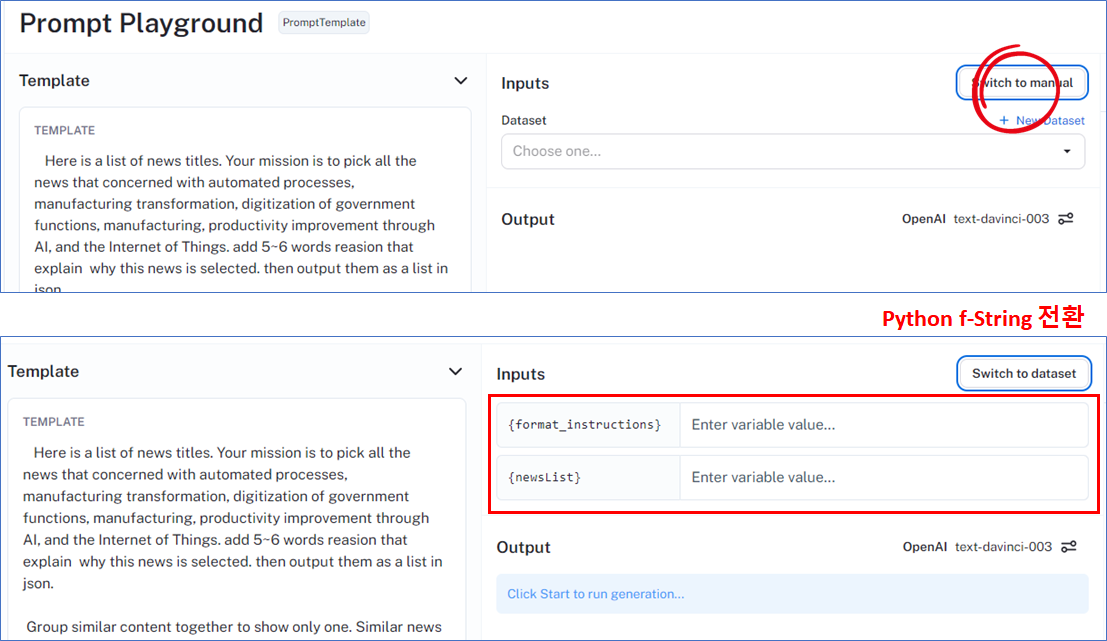 Prompt Playground PromptTemplate
Template
TEMPLATE
Here is a list of news titles. Your mission is to pick all the
news that concerned with automated processes,
manufacturing transformation, digitization of government
functions, manufacturing, productivity improvement through
AI, and the Internet of Things. add 5~6 words reasion that
explain  why this news is selected. then output them as a list in
json.
Inputs
Switch to manual
Dataset
+ New Dataset
Choose one...
Output
OpenAI text-davinci-003
Python f-String 전환
Template
TEMPLATE
Here is a list of news titles. Your mission is to pick all the
news that concerned with automated processes,
manufacturing transformation, digitization of government
functions, manufacturing, productivity improvement through
AI, and the Internet of Things. add 5~6 words reasion that
explain  why this news is selected. then output them as a list in
json.
Group similar content together to show only one. Similar news
Inputs
Switch to dataset
{format_instructions} Enter variable value...
{newsList} Enter variable value...
Output
OpenAI text-davinci-003
Click Start to run generation...